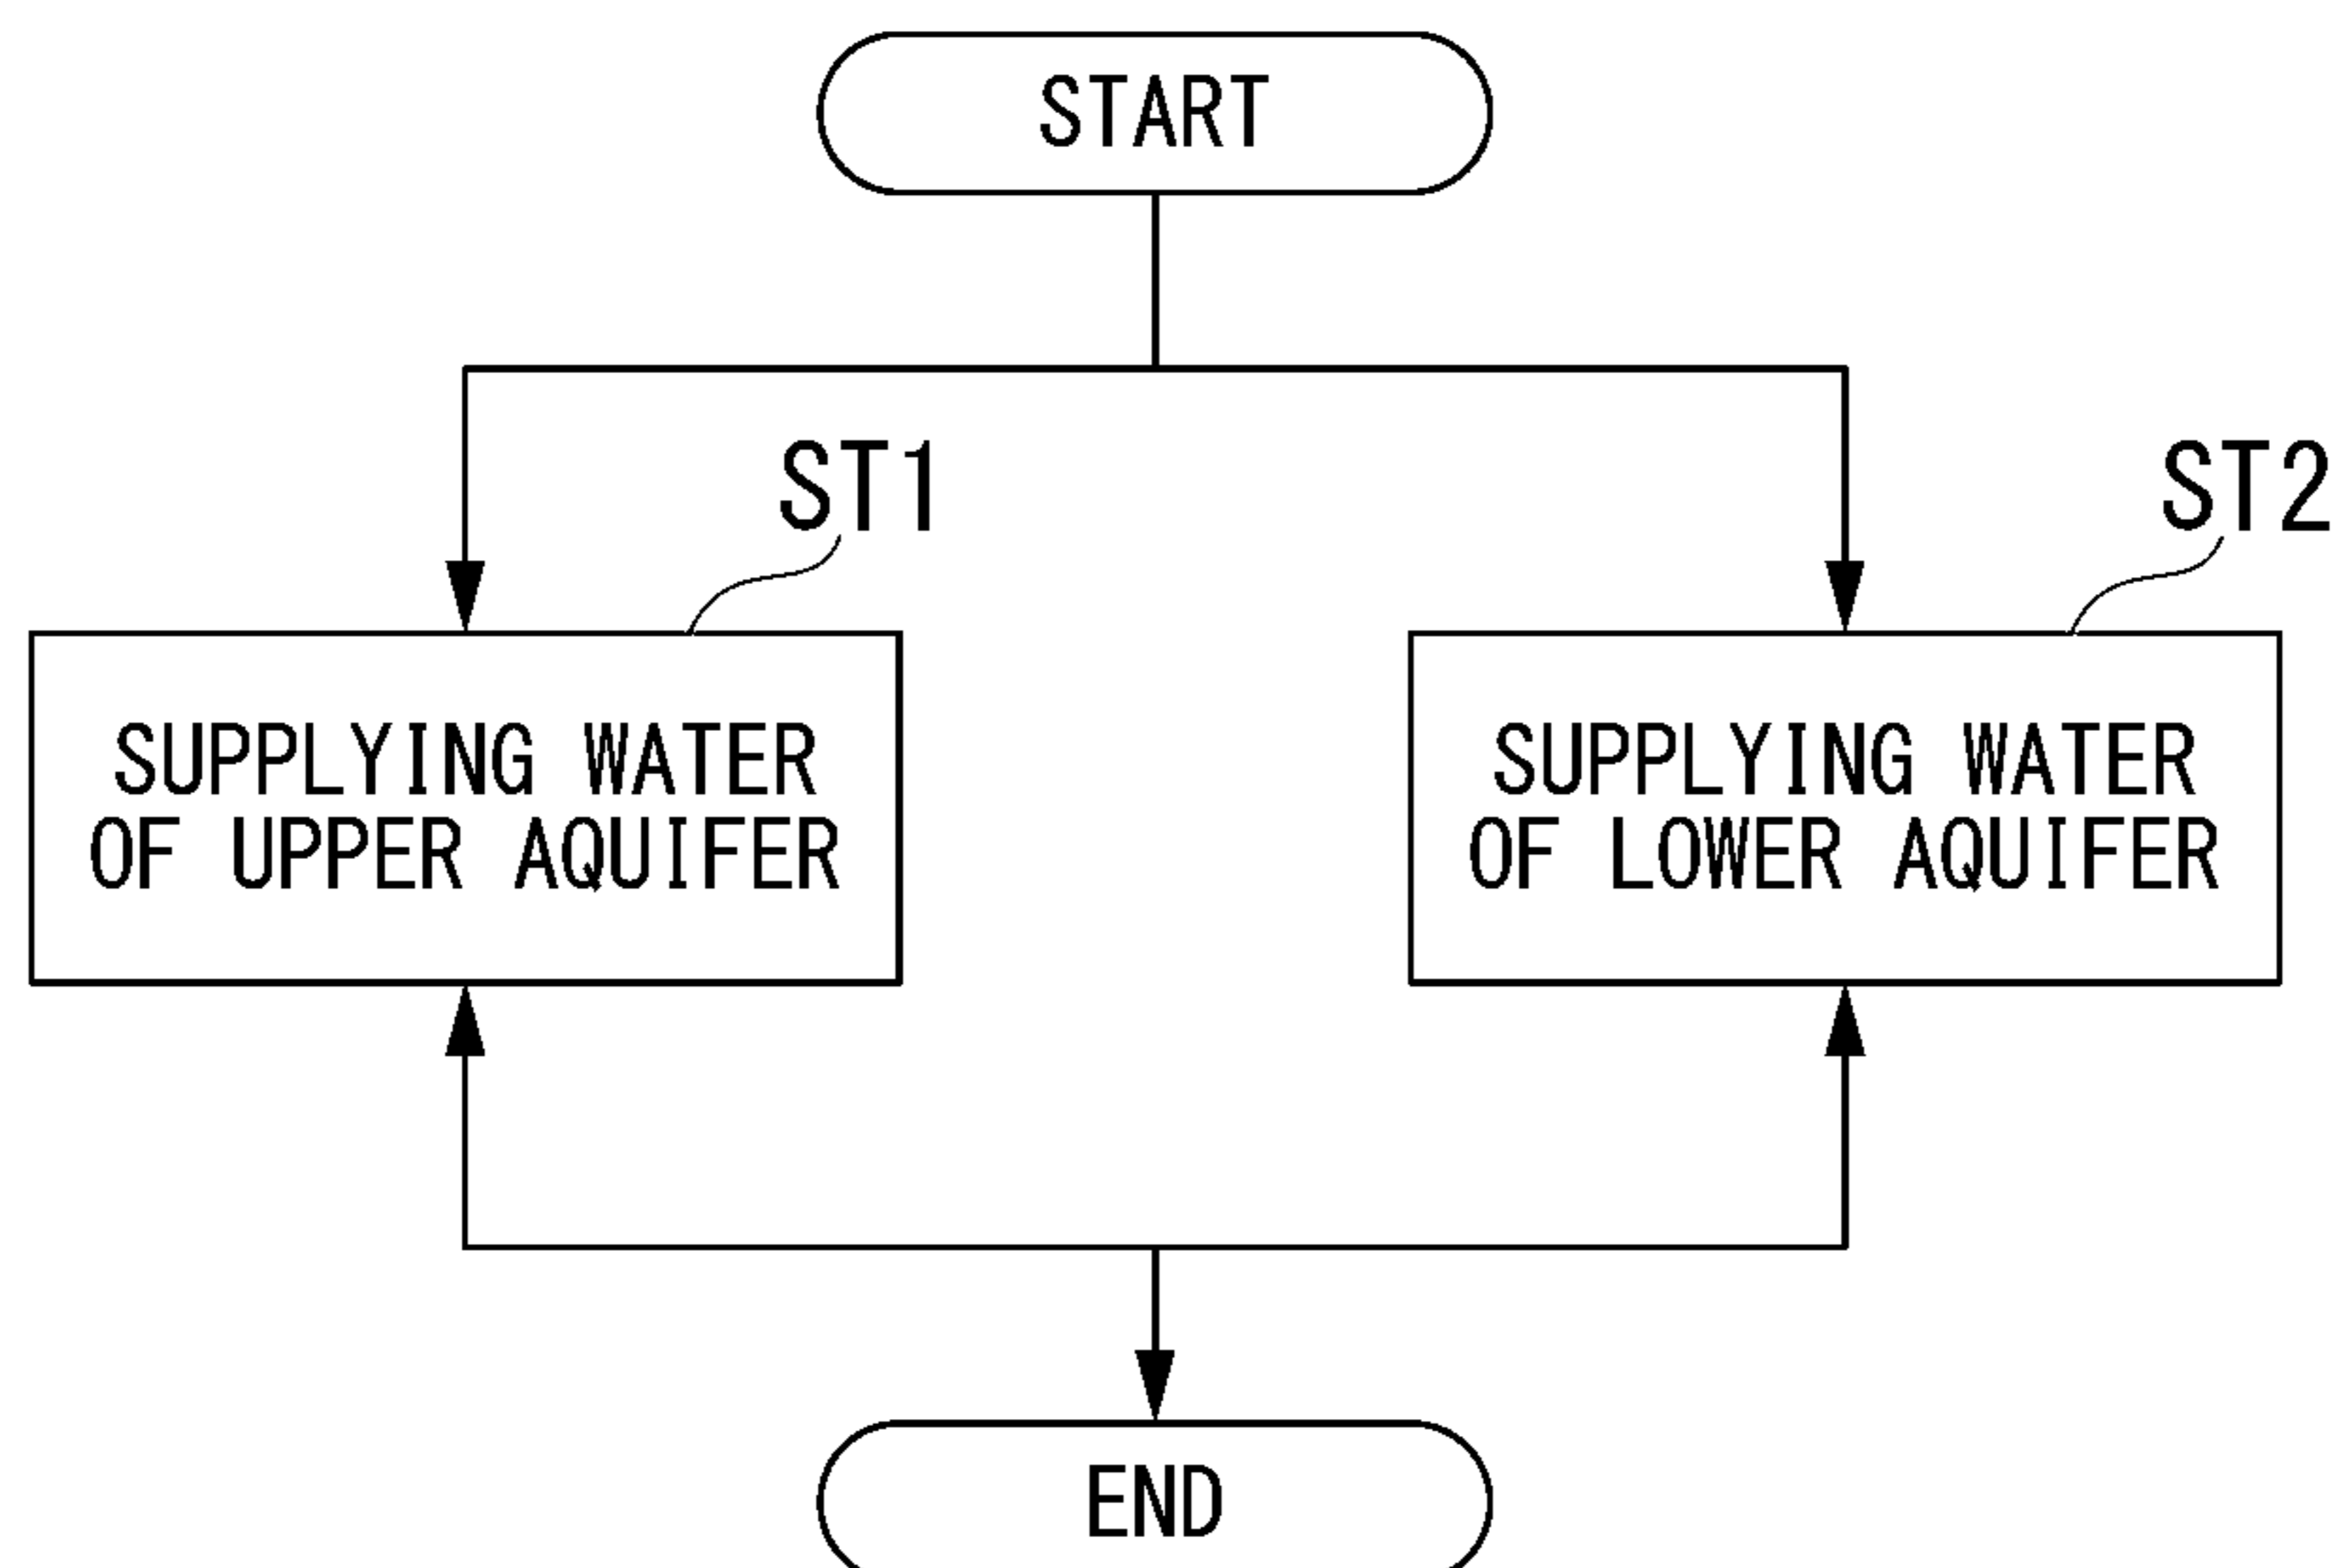 START
ST1
ST2
SUPPLYING WATER
OF UPPER AQUIFER
SUPPLYING WATER
OF LOWER AQUIFER
END